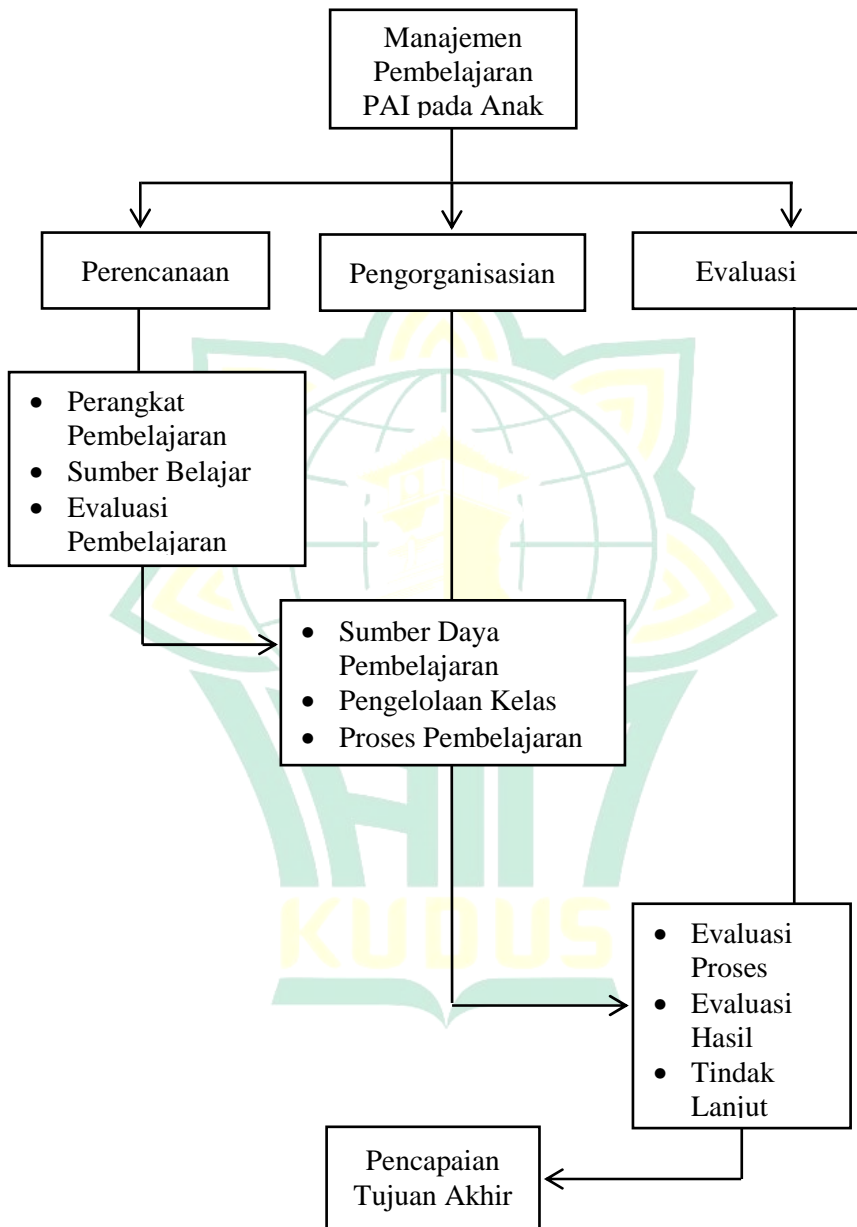 Manajemen
Pembelajaran
PAI pada Anak
Perencanaan
Pengorganisasian
Evaluasi
• Perangkat
Pembelajaran
• Sumber Belajar
• Evaluasi
Pembelajaran
• Sumber Daya
Pembelajaran
• Pengelolaan Kelas
• Proses Pembelajaran
KUDUS
• Evaluasi
Proses
• Evaluasi
Hasil
• Tindak
Lanjut
Pencapaian
Tujuan Akhir